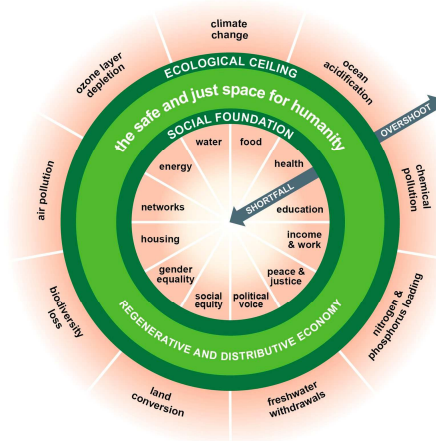 climate
change
ocean
acidification
chemical
pollution
nitrogen &
phosphorus loading
freshwater
withdrawals
land
conversion
biodiversity
loss
air pollution
ozone layer
depletion
ECOLOGICAL CEILING
the safe and just space for humanity
SOCIAL FOUNDATION
OVERSHOOT
SHORTFALL
water
food
health
education
income
& work
peace &
justice
political
voice
social
equity
gender
equality
housing
networks
energy
REGENERATIVE AND DISTRIBUTIVE ECONOMY